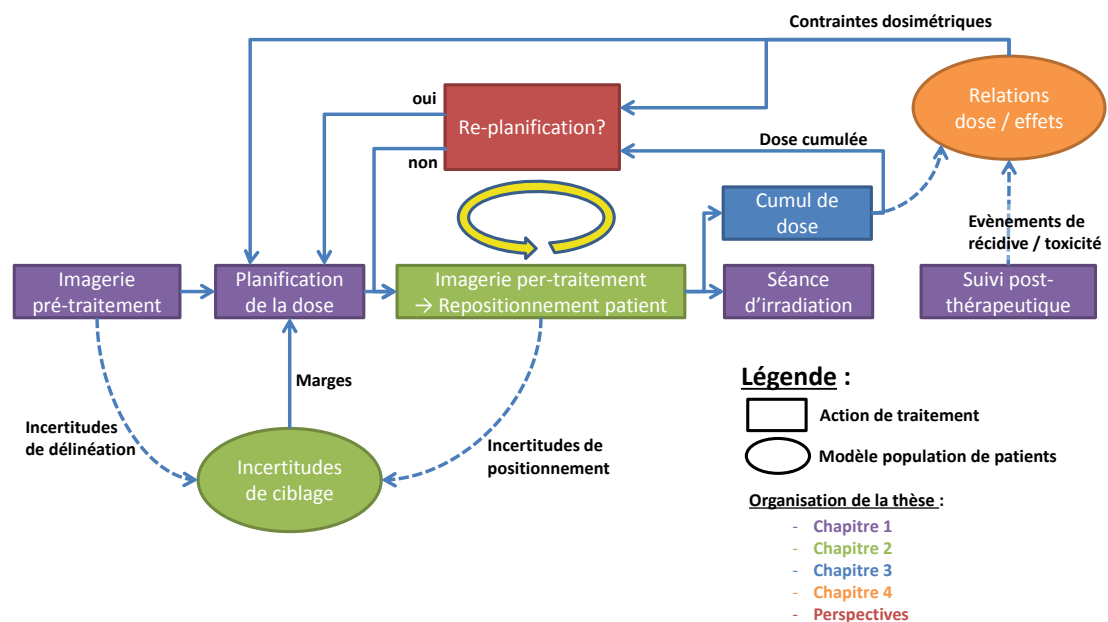 Contraintes dosimétriques
oui
Re-planification?
non
Relations
dose / effets
Dose cumulée
Cumul de
dose
Evènements de
récidive / toxicité
Imagerie
pré-traitement
Planification
de la dose
Imagerie per-traitement
→ Repositionnement patient
Séance
d'irradiation
Suivi post-
thérapeutique
Marges
Incertitudes
de délinéation
Incertitudes
de ciblage
Incertitudes de
positionnement
Légende :
Action de traitement
Modèle population de patients
Organisation de la thèse :
- Chapitre 1
- Chapitre 2
- Chapitre 3
- Chapitre 4
- Perspectives